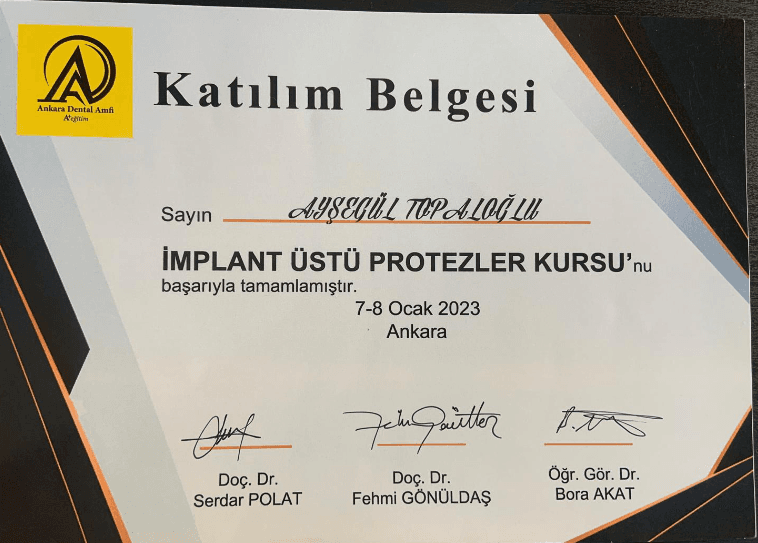 Ankara Dental Amfi
A+eğitim
Katılım Belgesi
Sayın AYŞEGÜL TOPALOĞLU
İMPLANT ÜSTÜ PROTEZLER KURSU'nu
başarıyla tamamlamıştır.
7-8 Ocak 2023
Ankara
Doç. Dr.
Serdar POLAT
Doç. Dr.
Fehmi GÖNÜLDAŞ
Öğr. Gör. Dr.
Bora AKAT